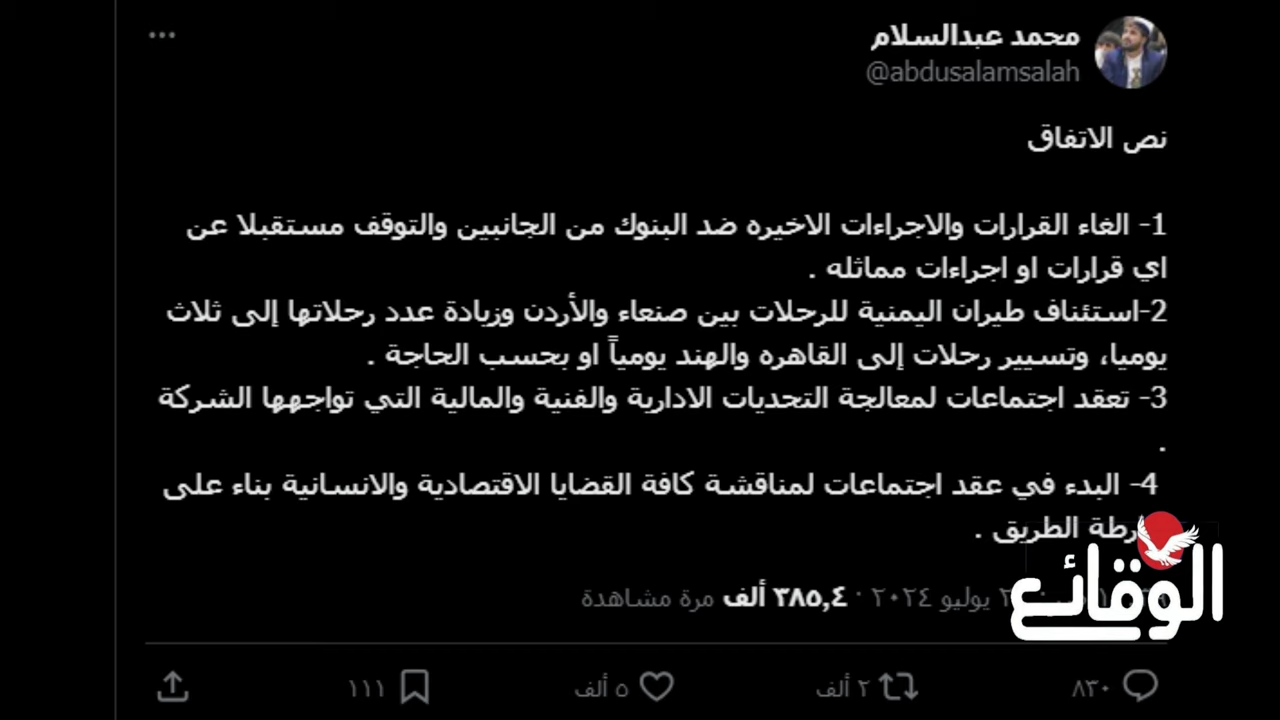 محمد عبدالسلام
@abdusalamsalah
نص الاتفاق
1- الغاء القرارات والاجراءات الاخيره ضد البنوك من الجانبين والتوقف مستقبلا عن
اي قرارات او اجراءات مماثله .
2-استئناف طيران اليمنية للرحلات بين صنعاء والأردن وزيادة عدد رحلاتها إلى ثلاث
يوميا، وتسيير رحلات إلى القاهره والهند يومياً او بحسب الحاجة .
3- تعقد اجتماعات لمعالجة التحديات الادارية والفنية والمالية التي تواجهها الشركة
.
4- البدء في عقد اجتماعات لمناقشة كافة القضايا الاقتصادية والانسانية بناء على
الطريق .
يوليو ٢٠٢٤ · ٣٨٥,٤ ألف مرة مشاهدة
الوقائع
٨٣٠ ٢ ألف ٥ ألف ١١١